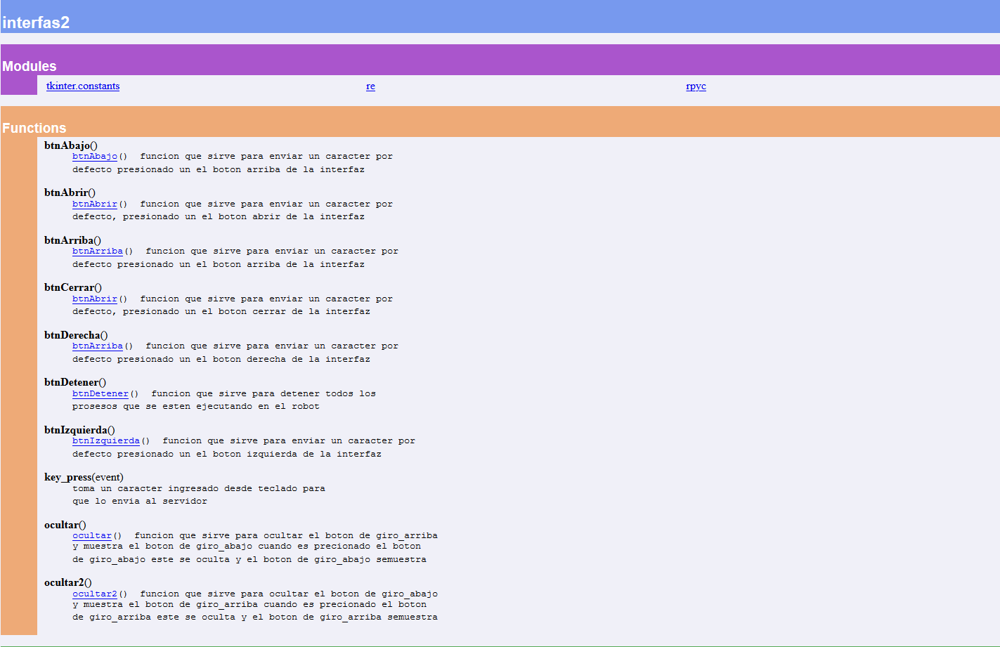 interfas2
Modules
tkinter.constants re rpyc
Functions
btnAbajo()
btnAbajo()  funcion que sirve para enviar un caracter por
defecto presionado un el boton arriba de la interfaz
btnAbrir()
btnAbrir()  funcion que sirve para enviar un caracter por
defecto, presionado un el boton abrir de la interfaz
btnArriba()
btnArriba()  funcion que sirve para enviar un caracter por
defecto presionado un el boton arriba de la interfaz
btnCerrar()
btnAbrir()  funcion que sirve para enviar un caracter por
defecto, presionado un el boton cerrar de la interfaz
btnDerecha()
btnArriba()  funcion que sirve para enviar un caracter por
defecto presionado un el boton derecha de la interfaz
btnDetener()
btnDetener()  funcion que sirve para detener todos los
prosesos que se esten ejecutando en el robot
btnIzquierda()
btnIzquierda()  funcion que sirve para enviar un caracter por
defecto presionado un el boton izquierda de la interfaz
key_press(event)
toma un caracter ingresado desde teclado para
que lo envia al servidor
ocultar()
ocultar()  funcion que sirve para ocultar el boton de giro_arriba
y muestra el boton de giro_abajo cuando es precionado el boton
de giro_abajo este se oculta y el boton de giro_abajo semuestra
ocultar2()
ocultar2()  funcion que sirve para ocultar el boton de giro_abajo
y muestra el boton de giro_arriba cuando es precionado el boton
de giro_arriba este se oculta y el boton de giro_arriba semuestra